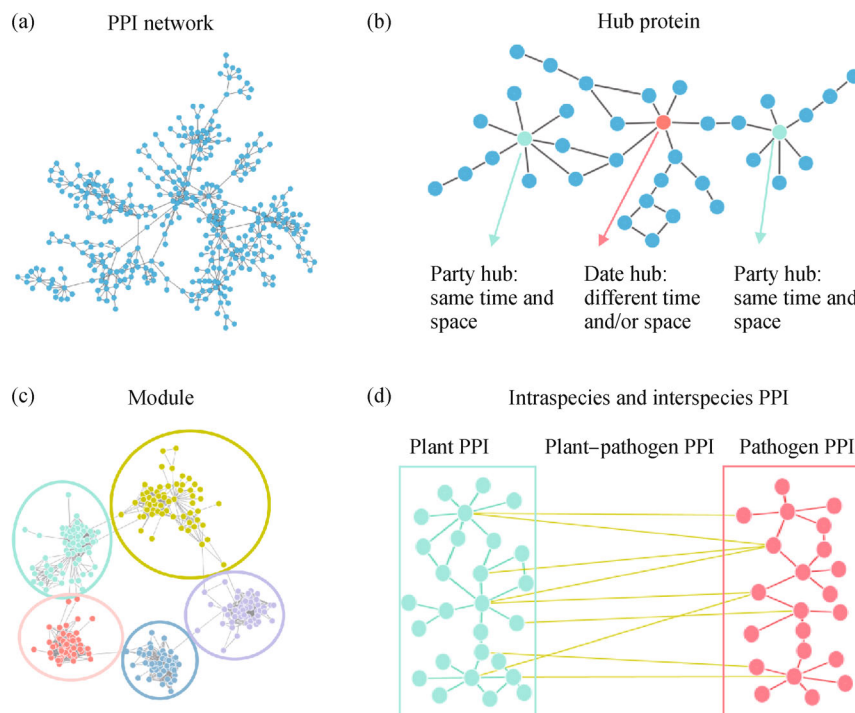 (a)
PPI network
(b)
Hub protein
Party hub:
same time and
space
Date hub:
different time
and/or space
Party hub:
same time and
space
(c)
Module
(d)
Intraspecies and interspecies PPI
Plant PPI
Plant–pathogen PPI
Pathogen PPI